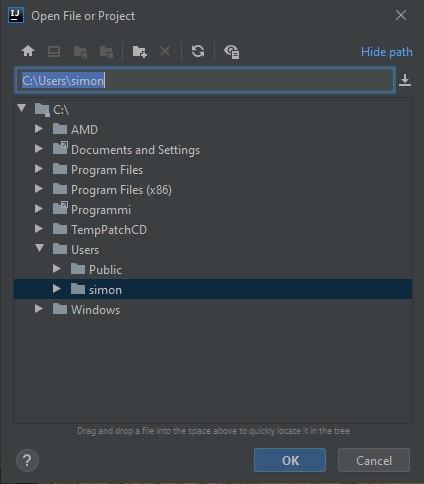 IJ Open File or Project
Hide path
C:\Users\simon
C:\
AMD
Documents and Settings
Program Files
Program Files (x86)
Programmi
TempPatchCD
Users
Public
simon
Windows
Drag and drop a file into the space above to quickly locate it in the tree
? OK Cancel